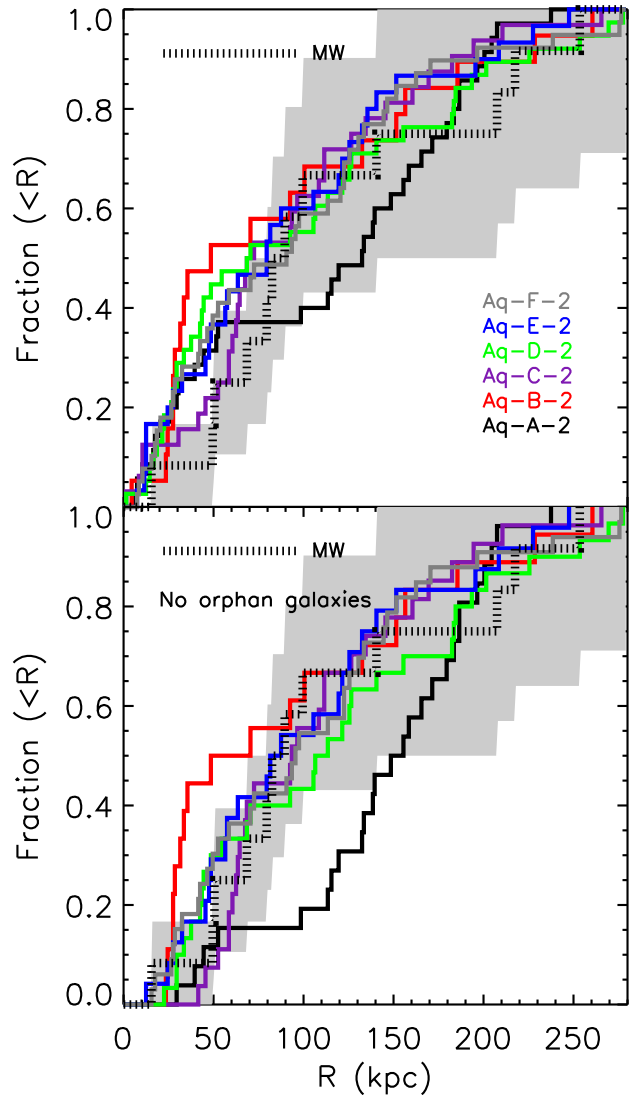 1.0
MW
0.8
0.6
Fraction (<R)
0.4
0.2
Aq-F-2
Aq-E-2
Aq-D-2
Aq-C-2
Aq-B-2
Aq-A-2
1.0
MW
No orphan galaxies
0.8
0.6
Fraction (<R)
0.4
0.2
0.0
0 50 100 150 200 250
R (kpc)